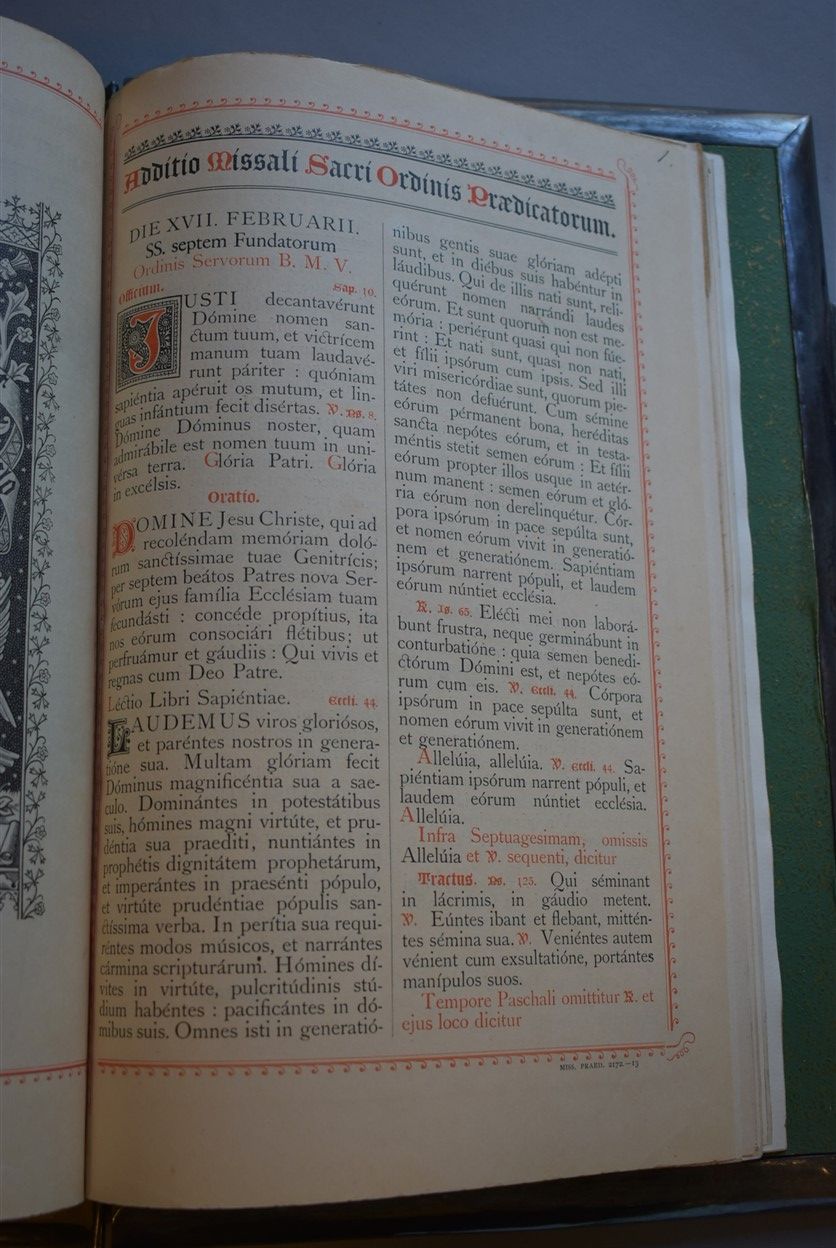 1.
Additio Missali Sacri Ordinis Prædicatorum.
DIE XVII. FEBRUARII.
SS. septem Fundatorum
Ordinis Servorum B. M. V.
Officium. Sap. 10.
JUSTI decantavérunt
Dómine nomen san-
ctum tuum, et victrícem
manum tuam laudavé-
runt páriter : quóniam
sapiéntia apéruit os mutum, et lin-
guas infántium fecit disértas. ℣. Ps. 8.
Dómine Dóminus noster, quam
admirábile est nomen tuum in uni-
vérsa terra. Glória Patri. Glória
in excélsis.
Oratio.
DOMINE Jesu Christe, qui ad
recoléndam memóriam doló-
rum sanctíssimae tuae Genitrícis;
per septem beátos Patres nova Ser-
vórum ejus família Ecclésiam tuam
fecundásti : concéde propítius, ita
nos eórum consociári flétibus; ut
perfruámur et gáudiis : Qui vivis et
regnas cum Deo Patre.
Léctio Libri Sapiéntiae. Eccli. 44.
LAUDEMUS viros gloriósos,
et paréntes nostros in genera-
tióne sua. Multam glóriam fecit
Dóminus magnificéntia sua a sae-
culo. Dominántes in potestátibus
suis, hómines magni virtúte, et pru-
déntia sua praediti, nuntiántes in
prophétis dignitátem prophetárum,
et imperántes in praesénti pópulo,
et virtúte prudéntiae pópulis san-
ctíssima verba. In perítia sua requi-
réntes modos músicos, et narrántes
cármina scripturárum. Hómines dí-
vites in virtúte, pulcritúdinis stú-
dium habéntes : pacificántes in dó-
mibus suis. Omnes isti in generatió-
nibus gentis suae glóriam adépti
sunt, et in diébus suis habéntur in
láudibus. Qui de illis nati sunt, reli-
quérunt nomen narrándi laudes
eórum. Et sunt quorum non est me-
mória : periérunt quasi qui non fúe-
rint : Et nati sunt, quasi non nati,
et fílii ipsórum cum ipsis. Sed illi
viri misericórdiae sunt, quorum pie-
tátes non defuérunt. Cum sémine
eórum pérmanent bona, heréditas
sancta nepótes eórum, et in testa-
méntis stetit semen eórum : Et fílii
eórum propter illos usque in aetér-
num manent : semen eórum et gló-
ria eórum non derelinquétur. Cór-
pora ipsórum in pace sepúlta sunt,
et nomen eórum vivit in generatió-
nem et generatiónem. Sapiéntiam
ipsórum narrent pópuli, et laudem
eórum núntiet ecclésia.
℟. Is. 65. Elécti mei non laborá-
bunt frustra, neque germinábunt in
conturbatióne : quia semen benedi-
ctórum Dómini est, et nepótes eó-
rum cum eis. ℣. Eccli. 44. Córpora
ipsórum in pace sepúlta sunt, et
nomen eórum vivit in generatiónem
et generatiónem.
Allelúia, allelúia. ℣. Eccli. 44. Sa-
piéntiam ipsórum narrent pópuli, et
laudem eórum núntiet ecclésia.
Allelúia.
Infra Septuagesimam, omissis
Allelúia et ℣. sequenti, dicitur
Tractus. Ps. 125. Qui séminant
in lácrimis, in gáudio metent.
℣. Eúntes ibant et flebant, mittén-
tes sémina sua. ℣. Veniéntes autem
vénient cum exsultatióne, portántes
manípulos suos.
Tempore Paschali omittitur ℟. et
ejus loco dicitur
MISS. PRAED. 2172.—13